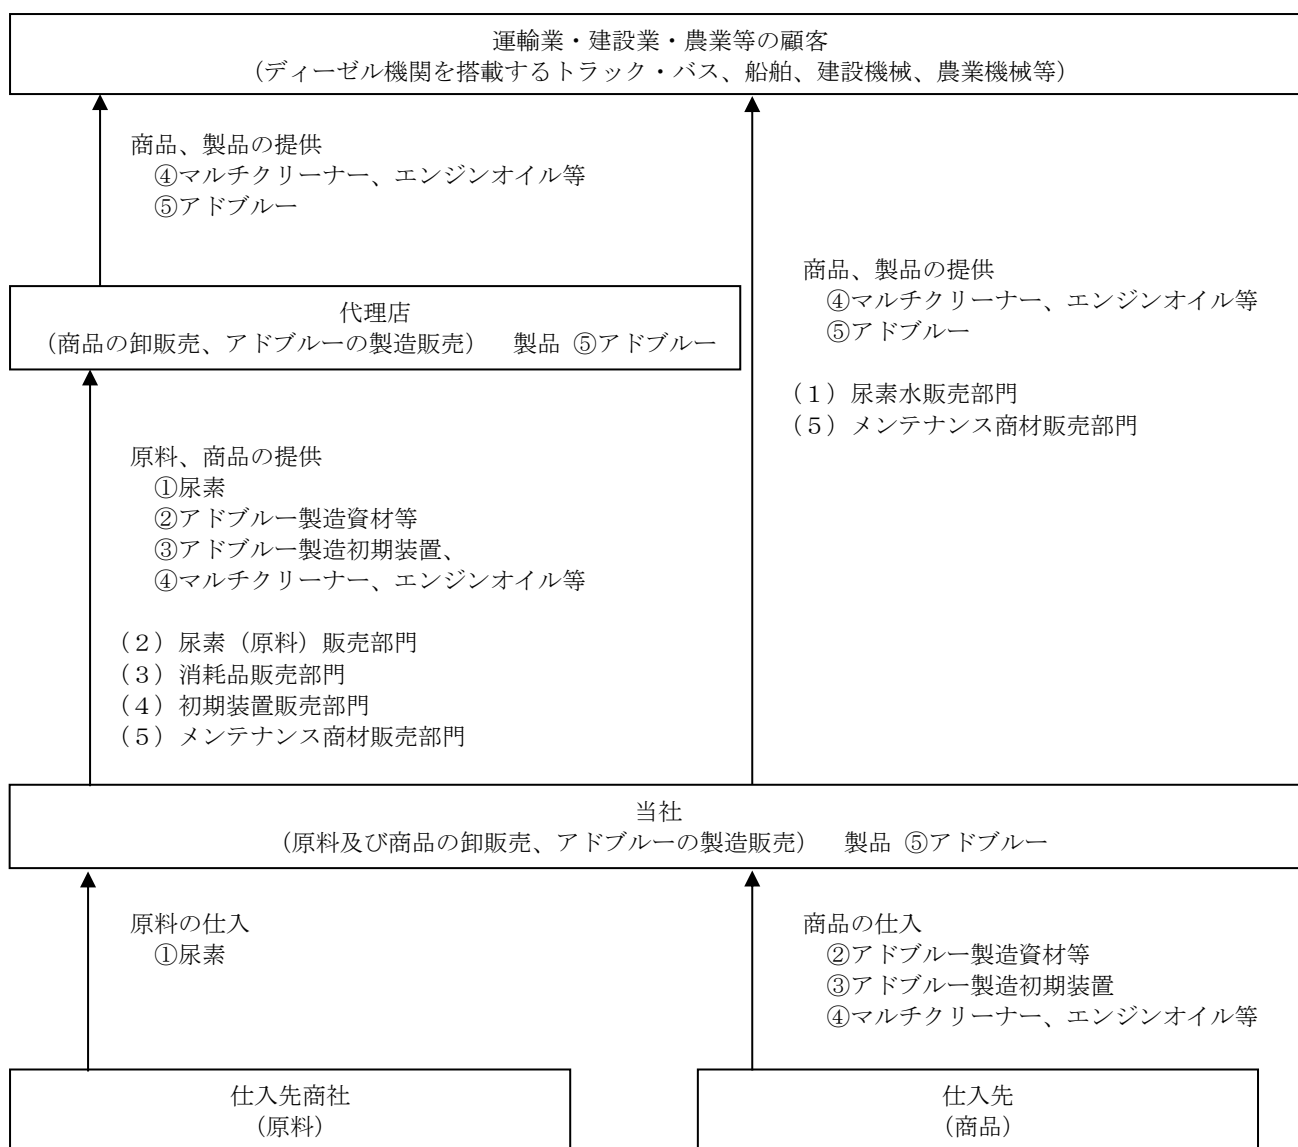 運輸業・建設業・農業等の顧客
（ディーゼル機関を搭載するトラック・バス、船舶、建設機械、農業機械等）
商品、製品の提供
④マルチクリーナー、エンジンオイル等
⑤アドブルー
代理店
（商品の卸販売、アドブルーの製造販売）　製品 ⑤アドブルー
商品、製品の提供
④マルチクリーナー、エンジンオイル等
⑤アドブルー
（１）尿素水販売部門
（５）メンテナンス商材販売部門
原料、商品の提供
①尿素
②アドブルー製造資材等
③アドブルー製造初期装置、
④マルチクリーナー、エンジンオイル等
（２）尿素（原料）販売部門
（３）消耗品販売部門
（４）初期装置販売部門
（５）メンテナンス商材販売部門
当社
（原料及び商品の卸販売、アドブルーの製造販売）　製品 ⑤アドブルー
原料の仕入
①尿素
商品の仕入
②アドブルー製造資材等
③アドブルー製造初期装置
④マルチクリーナー、エンジンオイル等
仕入先商社
（原料）
仕入先
（商品）